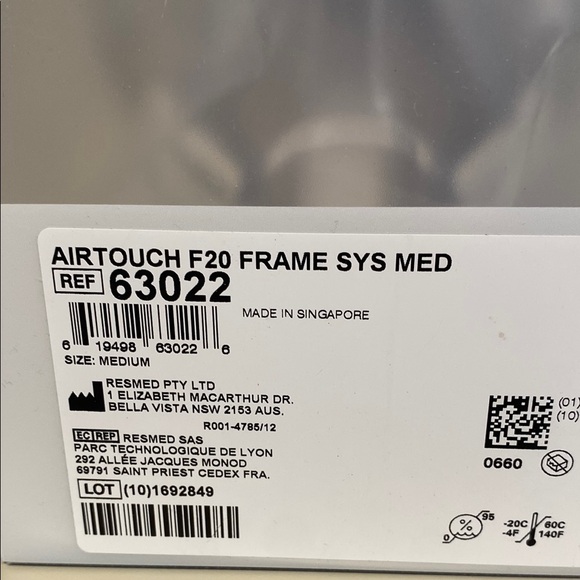 AIRTOUCH F20 FRAME SYS MED
REF 63022
MADE IN SINGAPORE
6 19498 63022 6
SIZE: MEDIUM
RESMED PTY LTD
1 ELIZABETH MACARTHUR DR.
BELLA VISTA NSW 2153 AUS.
R001-4785/12
EC REP RESMED SAS
PARC TECHNOLOGIQUE DE LYON
292 ALLÉE JACQUES MONOD
69791 SAINT PRIEST CEDEX FRA.
LOT (10)1692849
(01)
(10)
0660
0 % 95
-20C 60C
-4F 140F